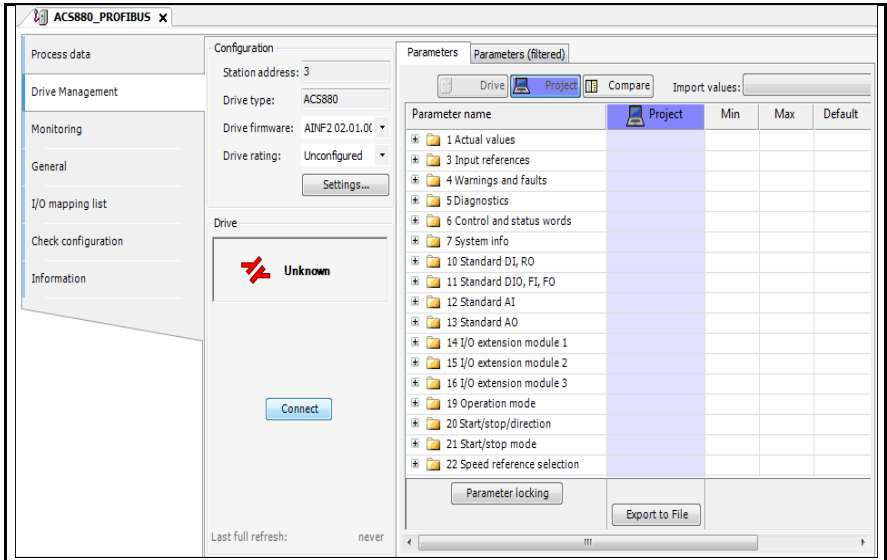 ACS880_PROFIBUS X
Process data
Drive Management
Monitoring
General
I/O mapping list
Check configuration
Information
Configuration
Station address: 3
Drive type: ACS880
Drive firmware: AINF2 02.01.0C
Drive rating: Unconfigured
Settings...
Drive
Unknown
Connect
Last full refresh: never
Parameters Parameters (filtered)
Drive Project Compare Import values:
Parameter name Project Min Max Default
1 Actual values
3 Input references
4 Warnings and faults
5 Diagnostics
6 Control and status words
7 System info
10 Standard DI, RO
11 Standard DIO, FI, FO
12 Standard AI
13 Standard AO
14 I/O extension module 1
15 I/O extension module 2
16 I/O extension module 3
19 Operation mode
20 Start/stop/direction
21 Start/stop mode
22 Speed reference selection
Parameter locking
Export to File